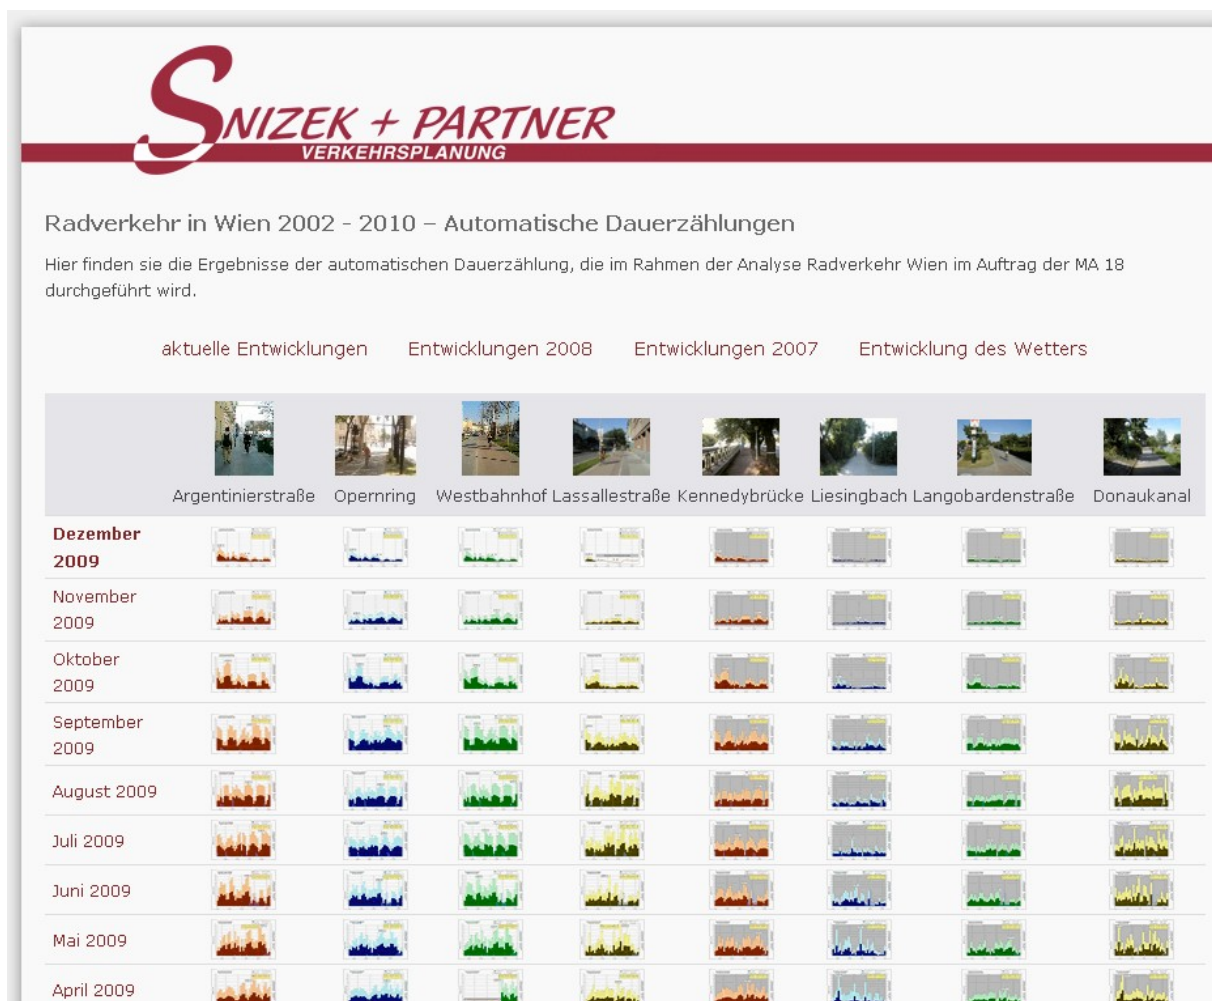 SNIZEK + PARTNER
VERKEHRSPLANUNG
Radverkehr in Wien 2002 - 2010 – Automatische Dauerzählungen
Hier finden sie die Ergebnisse der automatischen Dauerzählung, die im Rahmen der Analyse Radverkehr Wien im Auftrag der MA 18
durchgeführt wird.
aktuelle Entwicklungen Entwicklungen 2008 Entwicklungen 2007 Entwicklung des Wetters
Argentinierstraße Opernring Westbahnhof Lassallestraße Kennedybrücke Liesingbach Langobardenstraße Donaukanal
Dezember
2009
November
2009
Oktober
2009
September
2009
August 2009
Juli 2009
Juni 2009
Mai 2009
April 2009